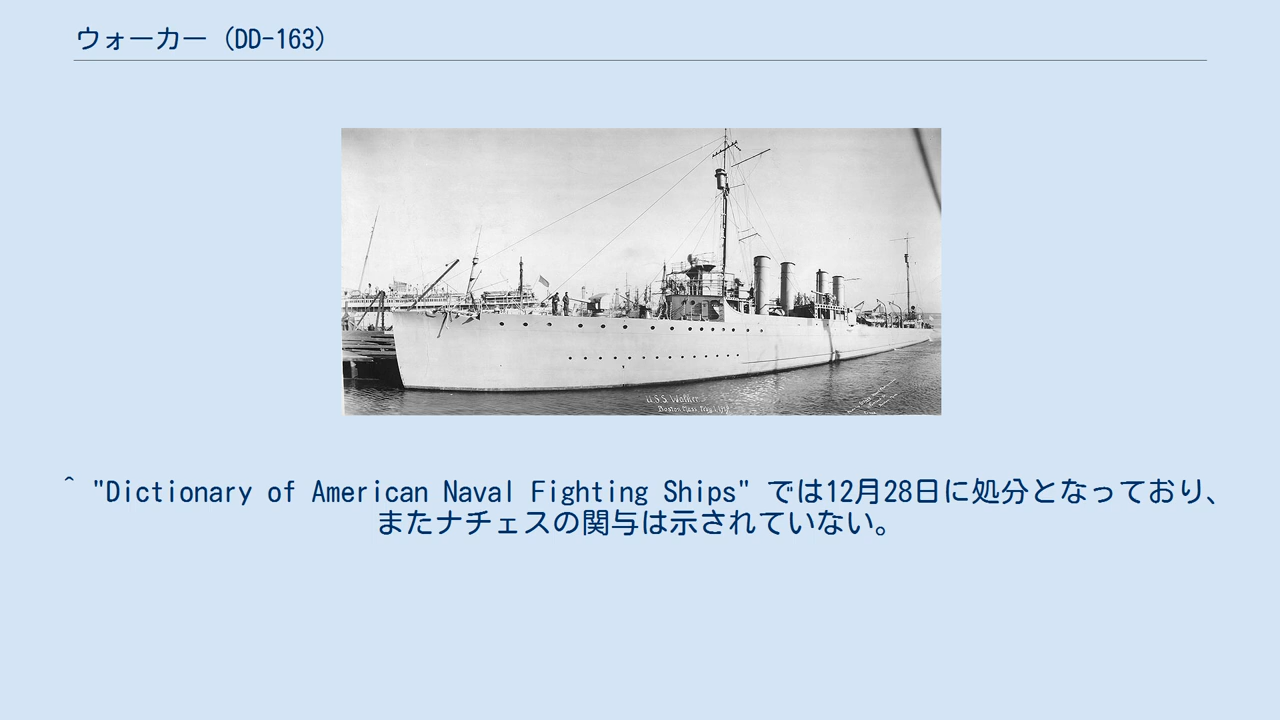 ウォーカー（DD-163）
U.S.S. Walker
^ "Dictionary of American Naval Fighting Ships" では12月28日に処分となっており、
またナチェスの関与は示されていない。